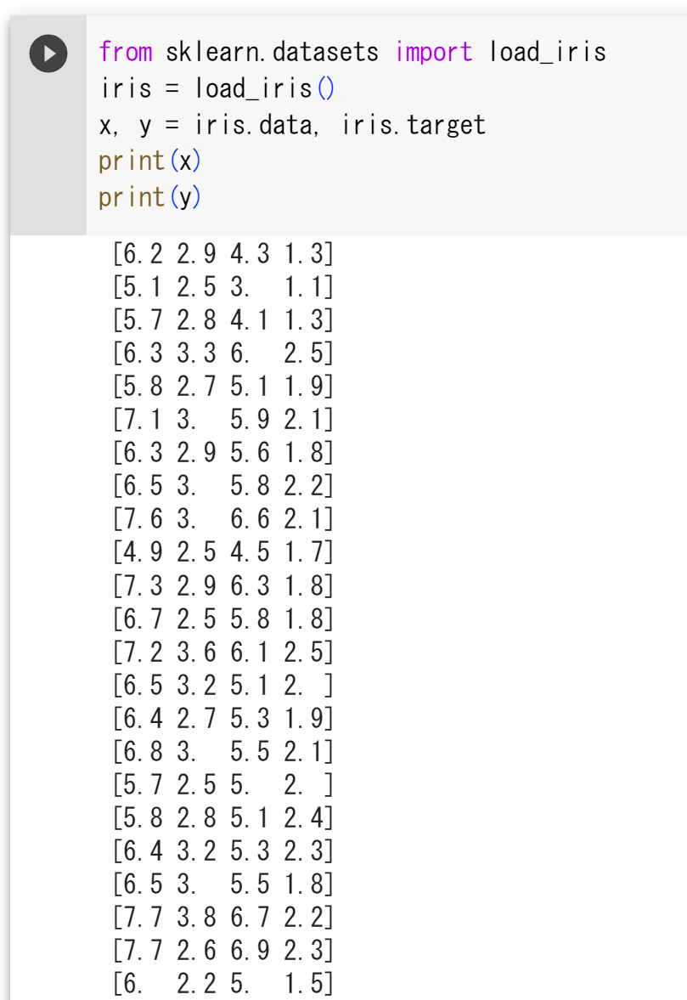 from sklearn.datasets import load_iris
iris = load_iris()
x, y = iris.data, iris.target
print(x)
print(y)
[6.2 2.9 4.3 1.3]
[5.1 2.5 3.  1.1]
[5.7 2.8 4.1 1.3]
[6.3 3.3 6.  2.5]
[5.8 2.7 5.1 1.9]
[7.1 3.  5.9 2.1]
[6.3 2.9 5.6 1.8]
[6.5 3.  5.8 2.2]
[7.6 3.  6.6 2.1]
[4.9 2.5 4.5 1.7]
[7.3 2.9 6.3 1.8]
[6.7 2.5 5.8 1.8]
[7.2 3.6 6.1 2.5]
[6.5 3.2 5.1 2. ]
[6.4 2.7 5.3 1.9]
[6.8 3.  5.5 2.1]
[5.7 2.5 5.  2. ]
[5.8 2.8 5.1 2.4]
[6.4 3.2 5.3 2.3]
[6.5 3.  5.5 1.8]
[7.7 3.8 6.7 2.2]
[7.7 2.6 6.9 2.3]
[6.  2.2 5.  1.5]